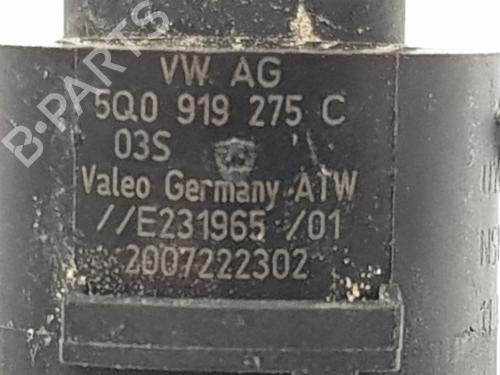 B-PARTS
VW AG
5Q0 919 275 C
03S
Valeo Germany ATW
//E231965 /01
2007222302